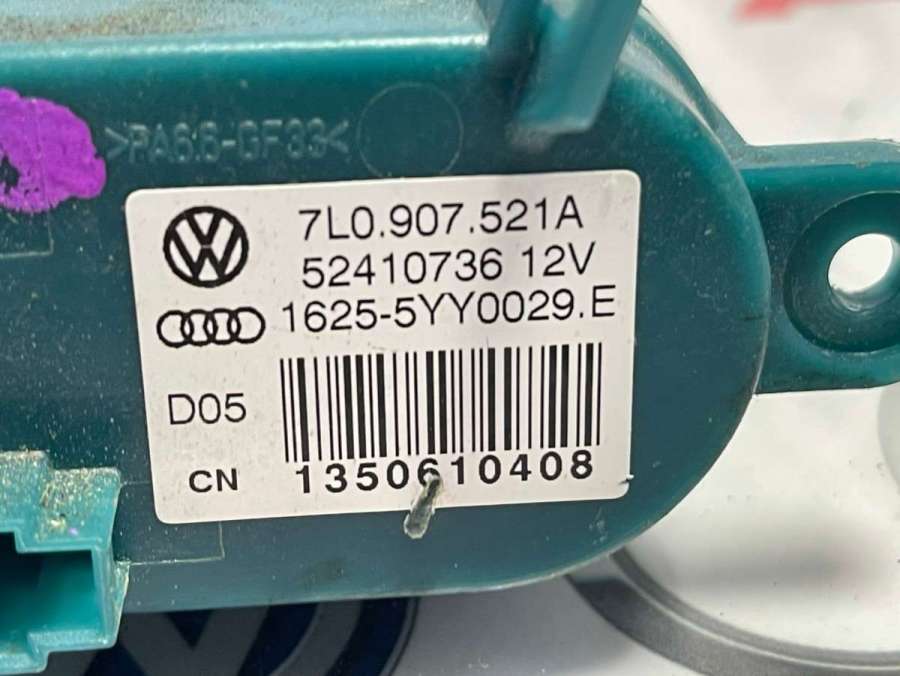 >PA6.6-GF33<
7L0.907.521A
52410736 12V
1625-5YY0029.E
D05
CN
1350610408